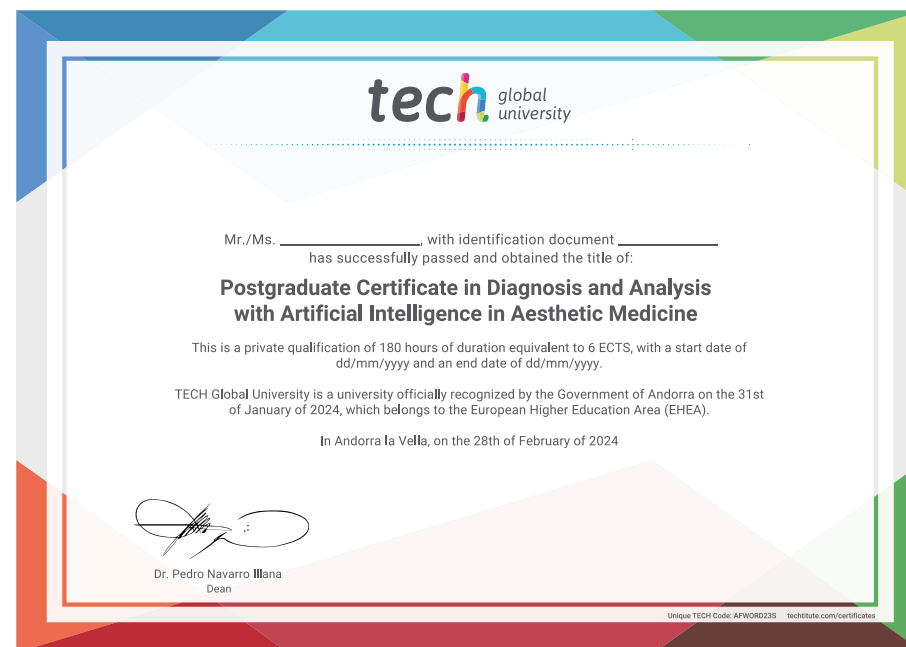 tech global university
Mr./Ms. ____________________, with identification document ______________
has successfully passed and obtained the title of:
Postgraduate Certificate in Diagnosis and Analysis
with Artificial Intelligence in Aesthetic Medicine
This is a private qualification of 180 hours of duration equivalent to 6 ECTS, with a start date of
dd/mm/yyyy and an end date of dd/mm/yyyy.
TECH Global University is a university officially recognized by the Government of Andorra on the 31st
of January of 2024, which belongs to the European Higher Education Area (EHEA).
In Andorra la Vella, on the 28th of February of 2024
Dr. Pedro Navarro Illana
Dean
Unique TECH Code: AFWORD23S techtitute.com/certificates